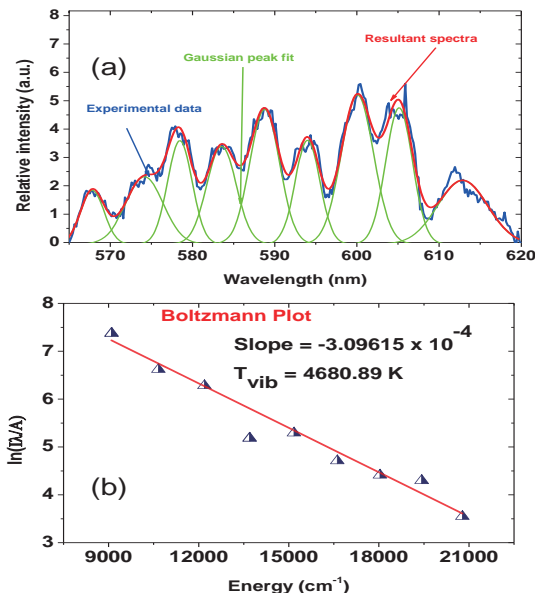 8
7
6
5
4
3
2
1
0
Relative intensity (a.u.)
(a)
Resultant spectra
Gaussian peak fit
Experimental data
570 580 590 600 610 620
Wavelength (nm)
Boltzmann Plot
Slope = -3.09615 x 10⁻⁴
T_vib = 4680.89 K
8
7
6
5
4
3
ln(Iλ/A)
(b)
9000 12000 15000 18000 21000
Energy (cm⁻¹)